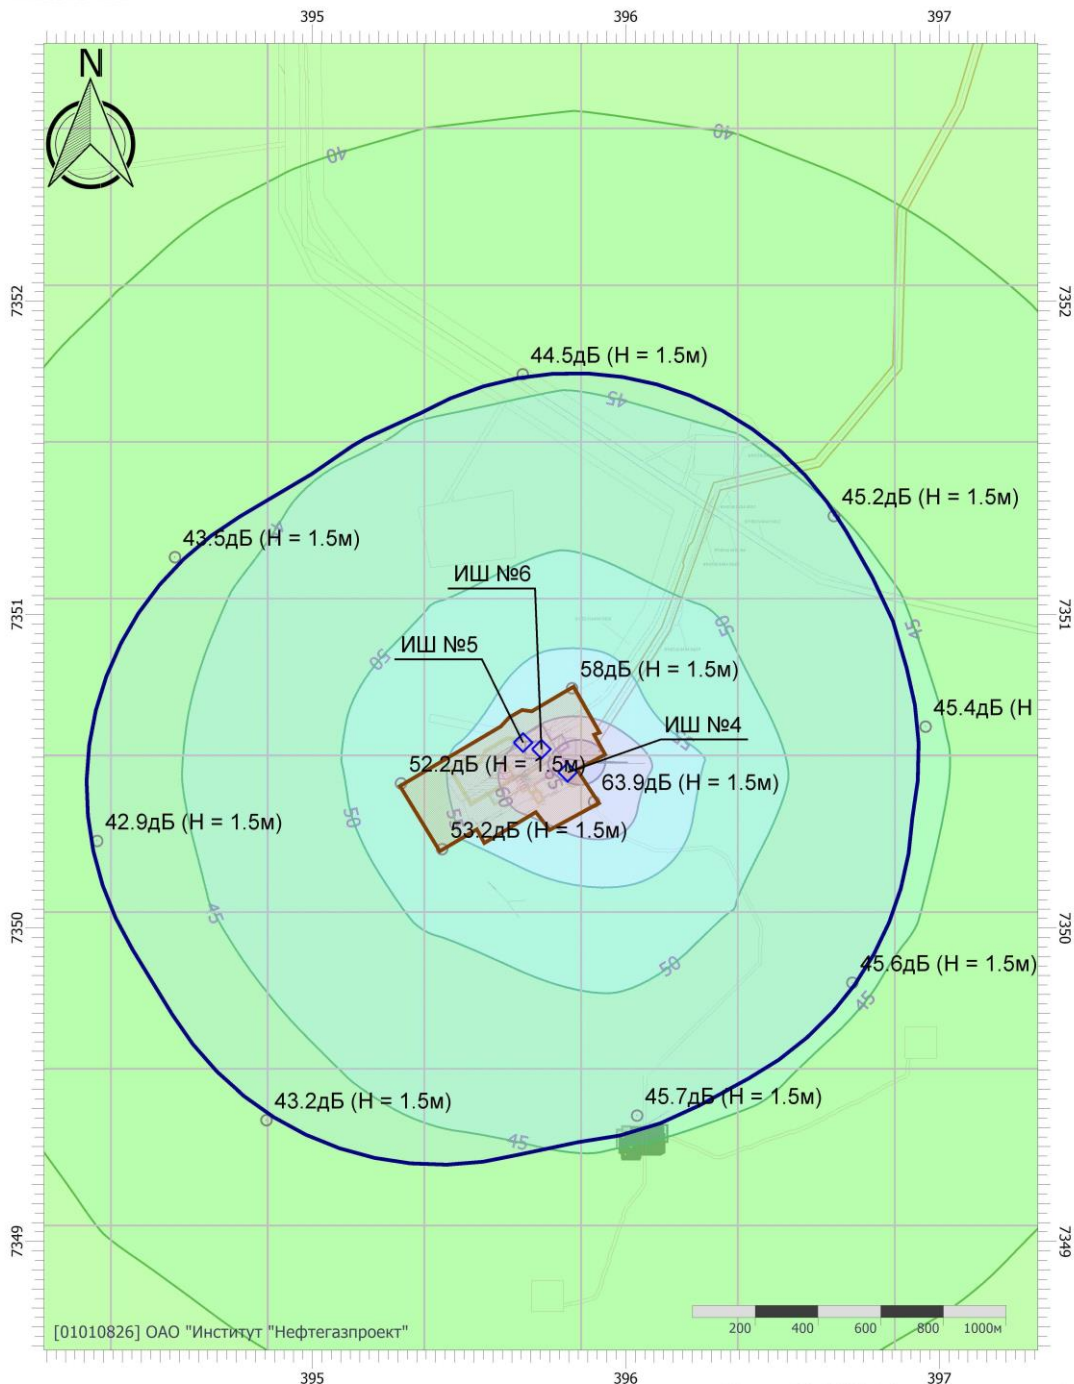 395
396
397
N
40
40
7352
7352
44.5дБ (H = 1.5м)
45
45.2дБ (H = 1.5м)
43.5дБ (H = 1.5м)
ИШ №6
7351
7351
50
45
ИШ №5
50
58дБ (H = 1.5м)
45.4дБ (H
ИШ №4
55
52.2дБ (H = 1.5м)
63.9дБ (H = 1.5м)
65
60
50
55
42.9дБ (H = 1.5м)
53.2дБ (H = 1.5м)
45
7350
7350
50
45.6дБ (H = 1.5м)
45
43.2дБ (H = 1.5м)
45.7дБ (H = 1.5м)
45
7349
7349
200
400
600
800
1000м
[01010826] ОАО "Институт "Нефтегазпроект"
395
396
397